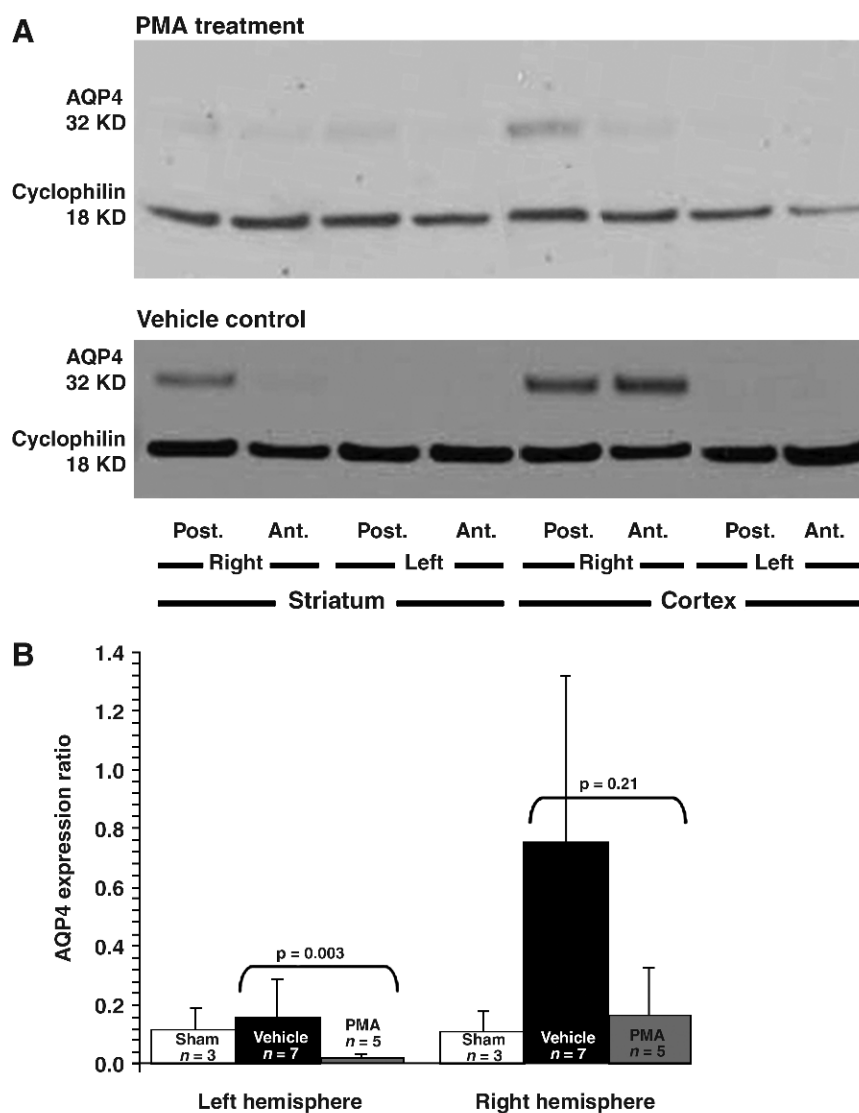 A
PMA treatment
AQP4
32 KD
Cyclophilin
18 KD
Vehicle control
AQP4
32 KD
Cyclophilin
18 KD
Post. Ant. Post. Ant. Post. Ant. Post. Ant.
Right Left Right Left
Striatum Cortex
B
AQP4 expression ratio
1.4
1.2
1.0
0.8
0.6
0.4
0.2
0.0
p = 0.003
p = 0.21
Sham
n = 3
Vehicle
n = 7
PMA
n = 5
Sham
n = 3
Vehicle
n = 7
PMA
n = 5
Left hemisphere Right hemisphere